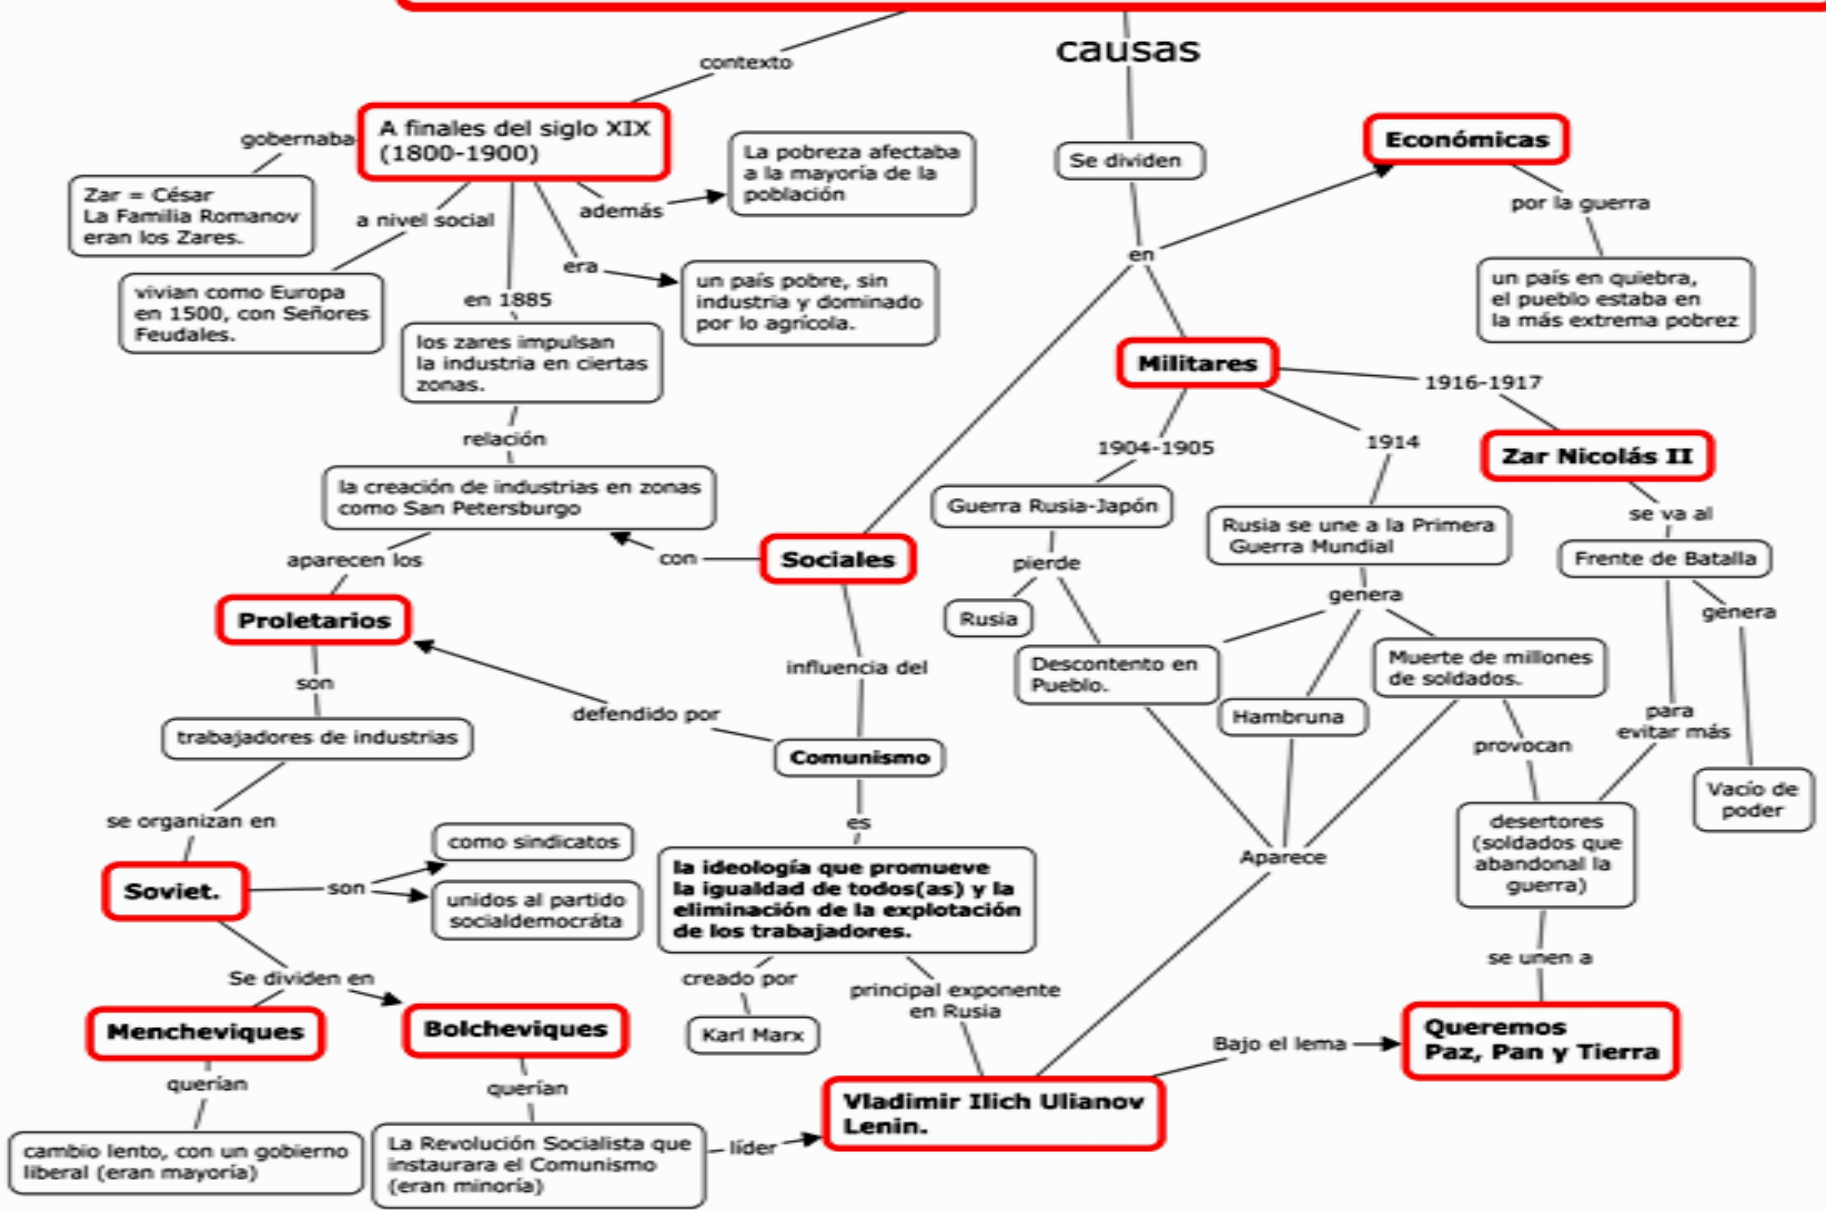 causas
contexto
A finales del siglo XIX
(1800-1900)
gobernaba
Zar = César
La Familia Romanov
eran los Zares.
a nivel social
vivian como Europa
en 1500, con Señores
Feudales.
en 1885
los zares impulsan
la industria en ciertas
zonas.
era
un país pobre, sin
industria y dominado
por lo agrícola.
además
La pobreza afectaba
a la mayoría de la
población
relación
la creación de industrias en zonas
como San Petersburgo
aparecen los
Proletarios
son
trabajadores de industrias
se organizan en
Soviet.
son
como sindicatos
unidos al partido
socialdemocráta
Se dividen en
Mencheviques
querían
cambio lento, con un gobierno
liberal (eran mayoría)
Bolcheviques
querían
La Revolución Socialista que
instaurara el Comunismo
(eran minoría)
líder
Se dividen
en
Económicas
por la guerra
un país en quiebra,
el pueblo estaba en
la más extrema pobrez
Sociales
con
influencia del
Comunismo
defendido por
es
la ideología que promueve
la igualdad de todos(as) y la
eliminación de la explotación
de los trabajadores.
creado por
Karl Marx
principal exponente
en Rusia
Vladimir Ilich Ulianov
Lenin.
Bajo el lema
Queremos
Paz, Pan y Tierra
Militares
1904-1905
Guerra Rusia-Japón
pierde
Rusia
Descontento en
Pueblo.
1914
Rusia se une a la Primera
Guerra Mundial
genera
Hambruna
Muerte de millones
de soldados.
Aparece
provocan
desertores
(soldados que
abandonal la
guerra)
se unen a
1916-1917
Zar Nicolás II
se va al
Frente de Batalla
para
evitar más
genera
Vacío de
poder